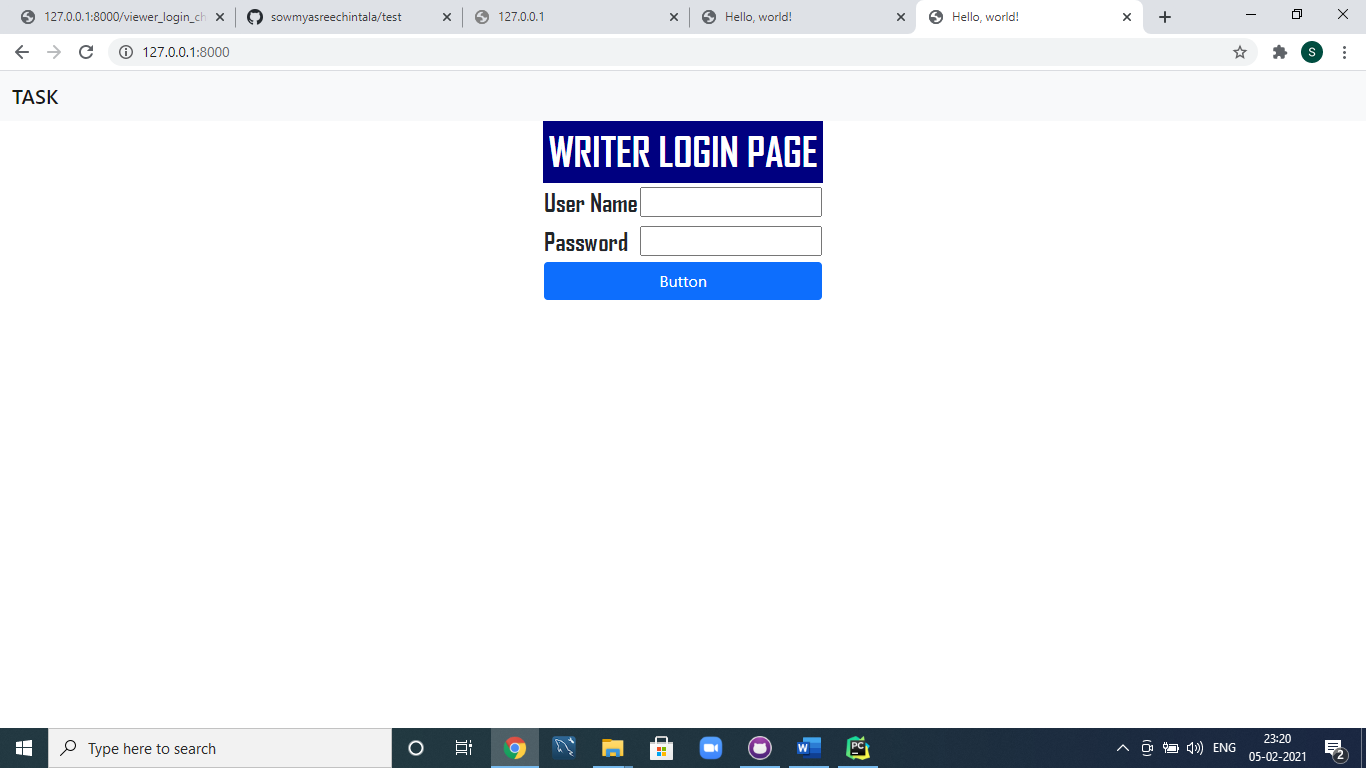 127.0.0.1:8000/viewer_login_ch
sowmyasreechintala/test
127.0.0.1
Hello, world!
Hello, world!
127.0.0.1:8000
S
TASK
WRITER LOGIN PAGE
User Name
Password
Button
Type here to search
W
PC
ENG
23:20
05-02-2021
2